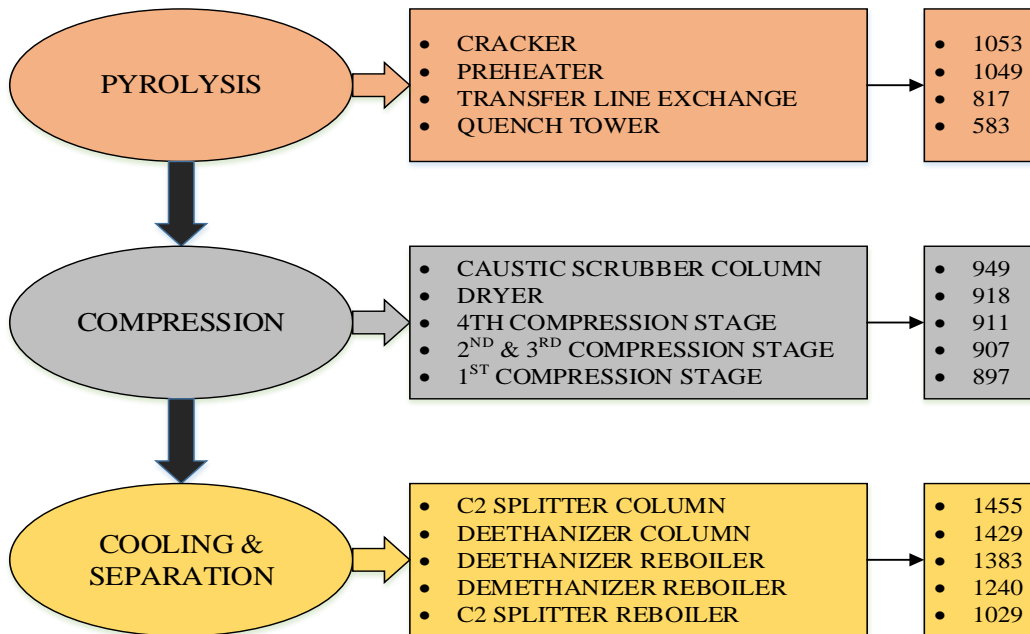 PYROLYSIS
• CRACKER
• PREHEATER
• TRANSFER LINE EXCHANGE
• QUENCH TOWER
• 1053
• 1049
• 817
• 583
COMPRESSION
• CAUSTIC SCRUBBER COLUMN
• DRYER
• 4TH COMPRESSION STAGE
• 2ND & 3RD COMPRESSION STAGE
• 1ST COMPRESSION STAGE
• 949
• 918
• 911
• 907
• 897
COOLING &
SEPARATION
• C2 SPLITTER COLUMN
• DEETHANIZER COLUMN
• DEETHANIZER REBOILER
• DEMETHANIZER REBOILER
• C2 SPLITTER REBOILER
• 1455
• 1429
• 1383
• 1240
• 1029